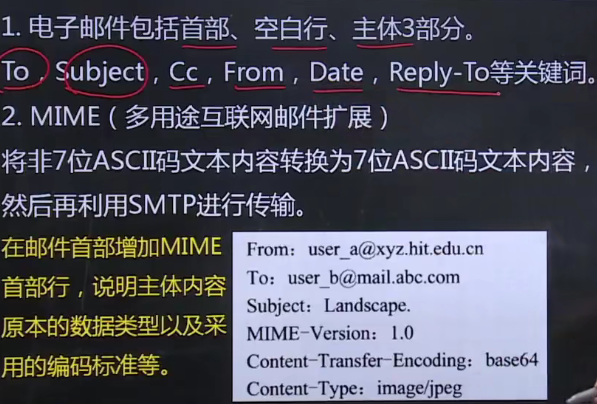 1. 电子邮件包括首部、空白行、主体3部分。
To，Subject，Cc，From，Date，Reply-To等关键词。
2. MIME（多用途互联网邮件扩展）
将非7位ASCII码文本内容转换为7位ASCII码文本内容，
然后再利用SMTP进行传输。
在邮件首部增加MIME
首部行，说明主体内容
原本的数据类型以及采
用的编码标准等。
From：user_a@xyz.hit.edu.cn
To：user_b@mail.abc.com
Subject：Landscape.
MIME-Version：1.0
Content-Transfer-Encoding：base64
Content-Type：image/jpeg